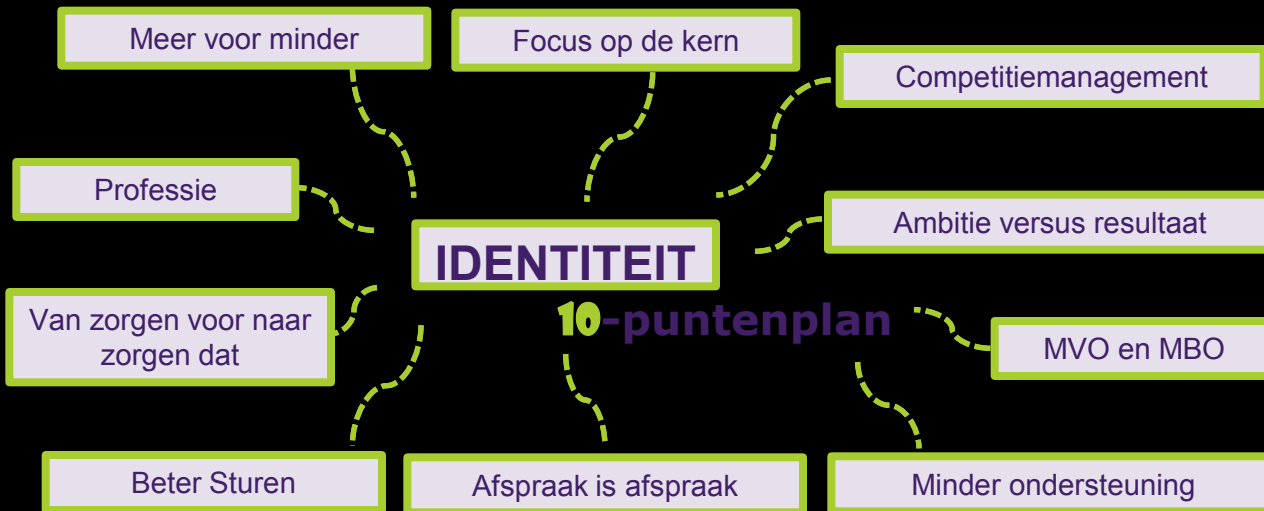 Meer voor minder
Focus op de kern
Competitiemanagement
Professie
Ambitie versus resultaat
IDENTITEIT
10-puntenplan
Van zorgen voor naar
zorgen dat
MVO en MBO
Beter Sturen
Afspraak is afspraak
Minder ondersteuning